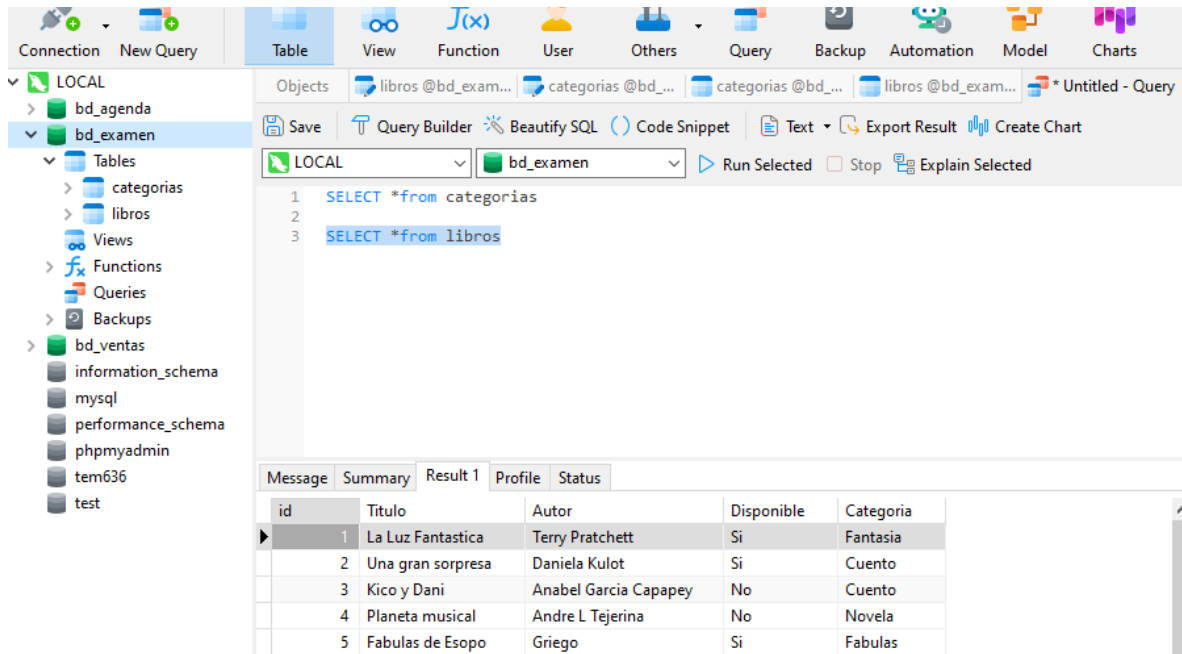 Connection New Query Table View Function User Others Query Backup Automation Model Charts
LOCAL
bd_agenda
bd_examen
Tables
categorias
libros
Views
Functions
Queries
Backups
bd_ventas
information_schema
mysql
performance_schema
phpmyadmin
tem636
test
Objects libros @bd_exam... categorias @bd_... categorias @bd_... libros @bd_exam... * Untitled - Query
Save Query Builder Beautify SQL () Code Snippet Text Export Result Create Chart
LOCAL bd_examen Run Selected Stop Explain Selected
1 SELECT *from categorias
2
3 SELECT *from libros
Message Summary Result 1 Profile Status
id Titulo Autor Disponible Categoria
1 La Luz Fantastica Terry Pratchett Si Fantasia
2 Una gran sorpresa Daniela Kulot Si Cuento
3 Kico y Dani Anabel Garcia Capapey No Cuento
4 Planeta musical Andre L Tejerina No Novela
5 Fabulas de Esopo Griego Si Fabulas